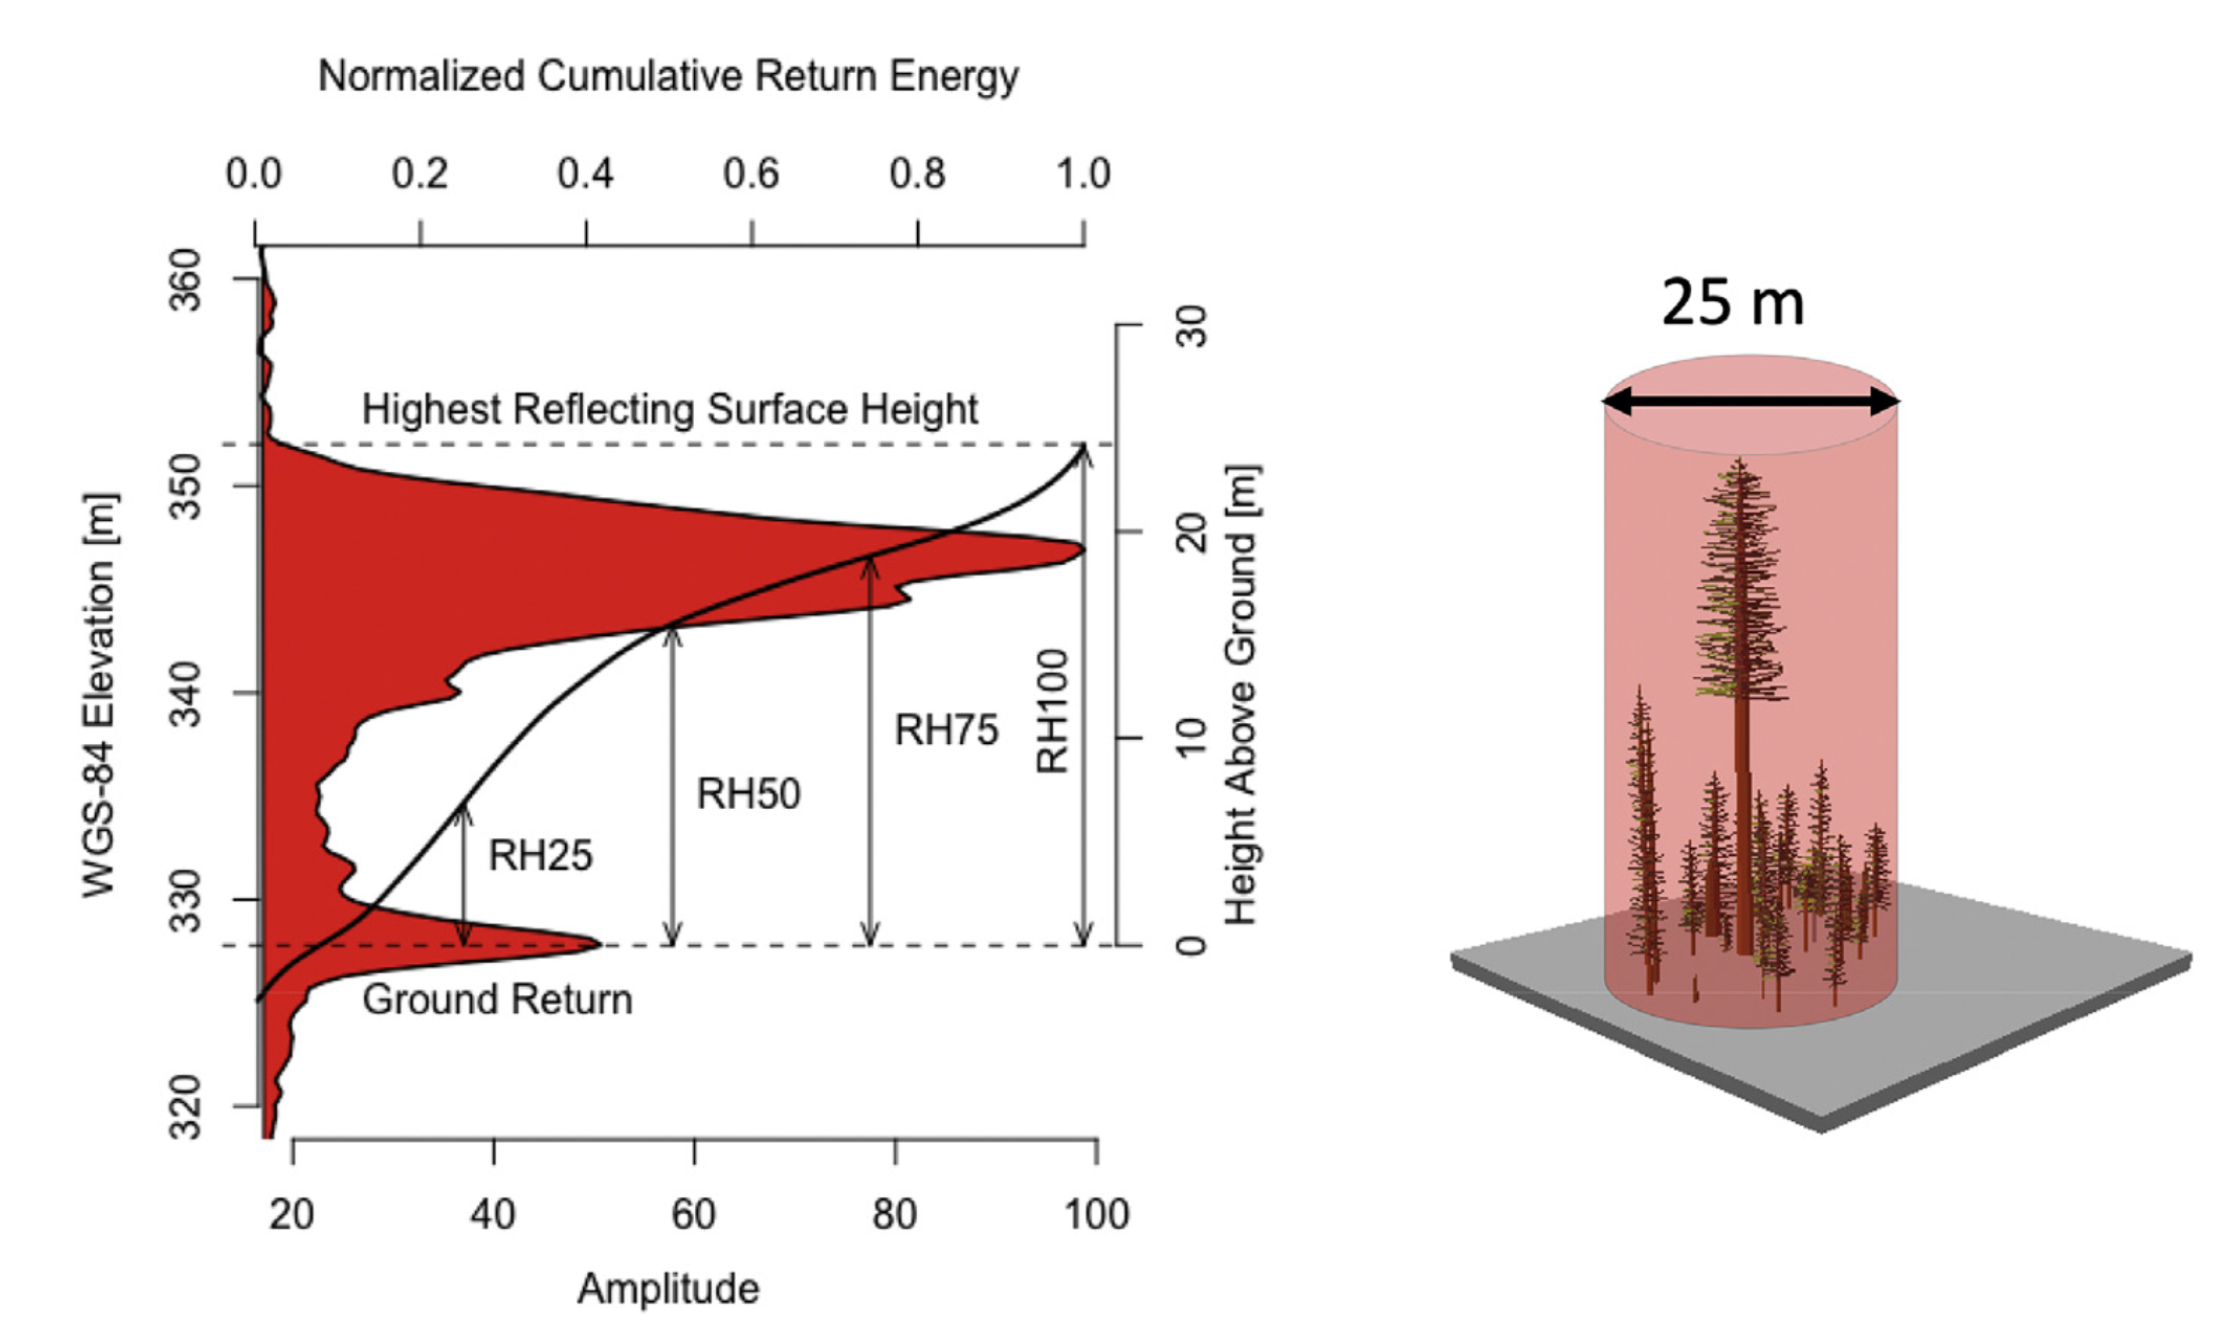 Normalized Cumulative Return Energy
0.0 0.2 0.4 0.6 0.8 1.0
360
350
340
330
320
WGS-84 Elevation [m]
Highest Reflecting Surface Height
RH25
RH50
RH75
RH100
Ground Return
30
20
10
0
Height Above Ground [m]
20 40 60 80 100
Amplitude
25 m